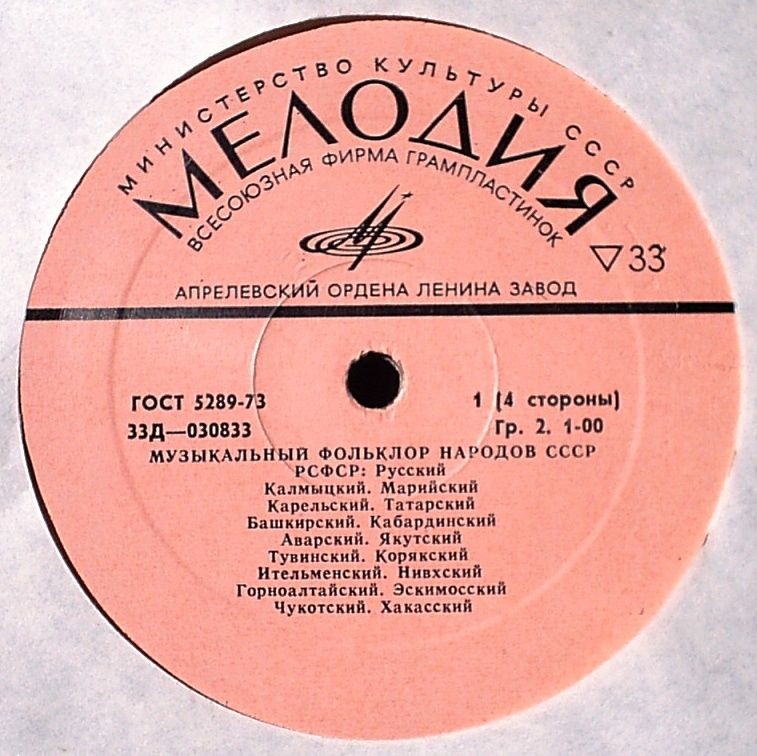 МИНИСТЕРСТВО КУЛЬТУРЫ СССР
МЕЛОДИЯ
ВСЕСОЮЗНАЯ ФИРМА ГРАМПЛАСТИНОК
▽33
АПРЕЛЕВСКИЙ ОРДЕНА ЛЕНИНА ЗАВОД
ГОСТ 5289-73 1 (4 стороны)
33Д—030833 Гр. 2. 1-00
МУЗЫКАЛЬНЫЙ ФОЛЬКЛОР НАРОДОВ СССР
РСФСР: Русский
Калмыцкий. Марийский
Карельский. Татарский
Башкирский. Кабардинский
Аварский. Якутский
Тувинский. Корякский
Ительменский. Нивхский
Горноалтайский. Эскимосский
Чукотский. Хакасский